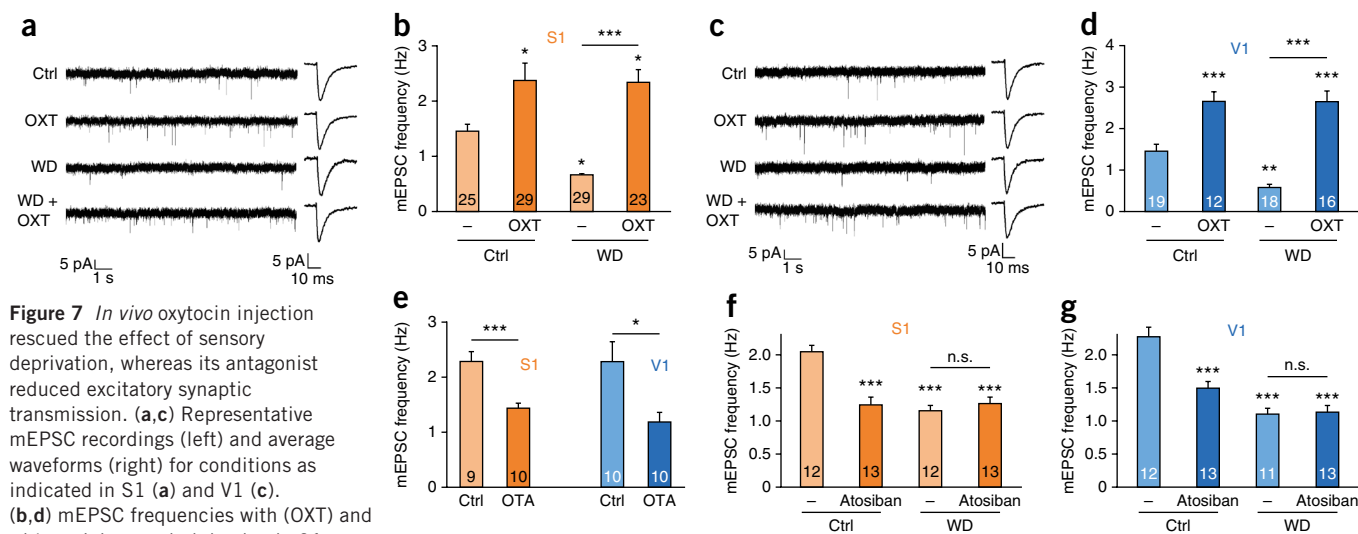 a
Ctrl
OXT
WD
WD +
OXT
5 pA
1 s
5 pA
10 ms
b
S1
mEPSC frequency (Hz)
3
2
1
0
*
***
*
*
25
29
29
23
–
OXT
–
OXT
Ctrl
WD
c
Ctrl
OXT
WD
WD +
OXT
5 pA
1 s
5 pA
10 ms
d
V1
mEPSC frequency (Hz)
4
3
2
1
0
***
***
**
***
19
12
18
16
–
OXT
–
OXT
Ctrl
WD
Figure 7 In vivo oxytocin injection
rescued the effect of sensory
deprivation, whereas its antagonist
reduced excitatory synaptic
transmission. (a,c) Representative
mEPSC recordings (left) and average
waveforms (right) for conditions as
indicated in S1 (a) and V1 (c).
(b,d) mEPSC frequencies with (OXT) and
e
mEPSC frequency (Hz)
3
2
1
0
***
S1
*
V1
9
10
10
10
Ctrl
OTA
Ctrl
OTA
f
S1
mEPSC frequency (Hz)
2.0
1.5
1.0
0.5
0
n.s.
***
***
***
12
13
12
13
–
Atosiban
–
Atosiban
Ctrl
WD
g
V1
mEPSC frequency (Hz)
2.0
1.5
1.0
0.5
0
n.s.
***
***
***
12
13
11
13
–
Atosiban
–
Atosiban
Ctrl
WD